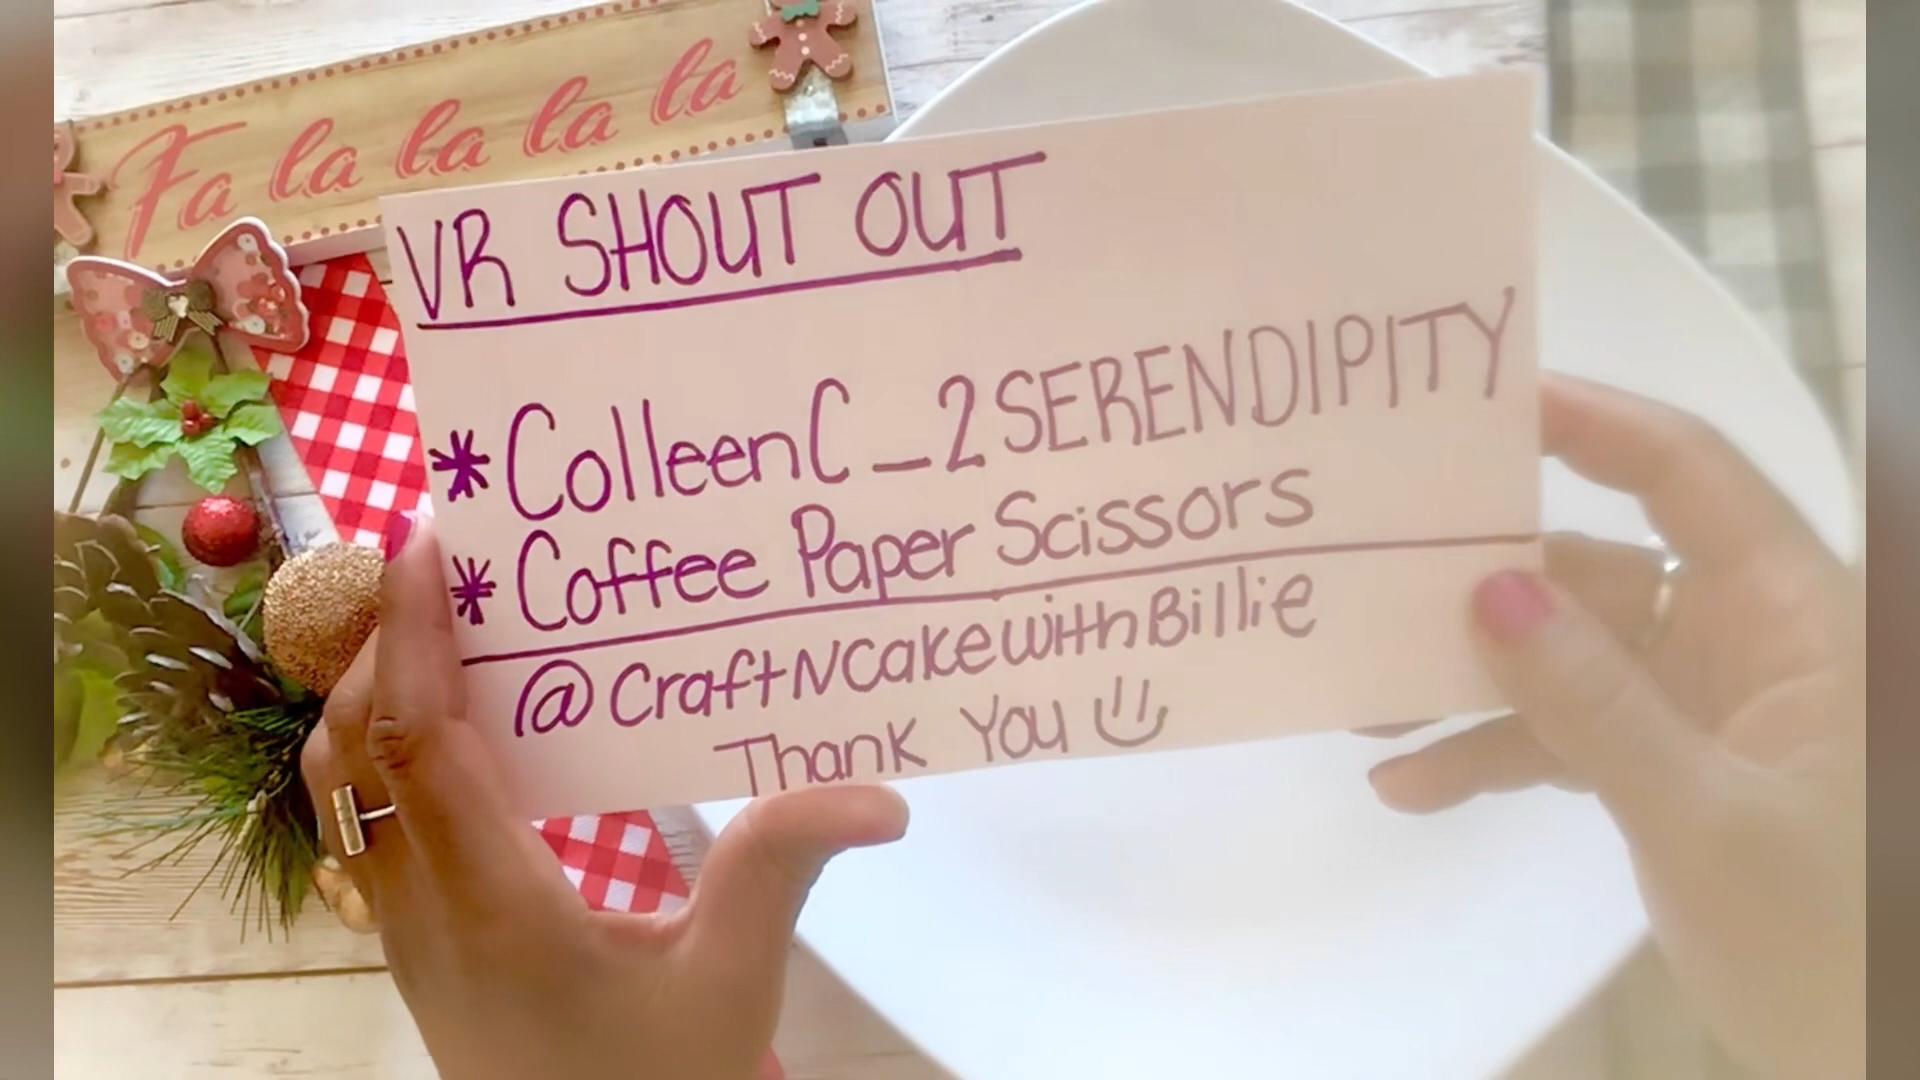 Fa la la la la
VR SHOUT OUT
*ColleenC_2SERENDIPITY
*Coffee Paper Scissors
@CraftNCakewithBillie
Thank You